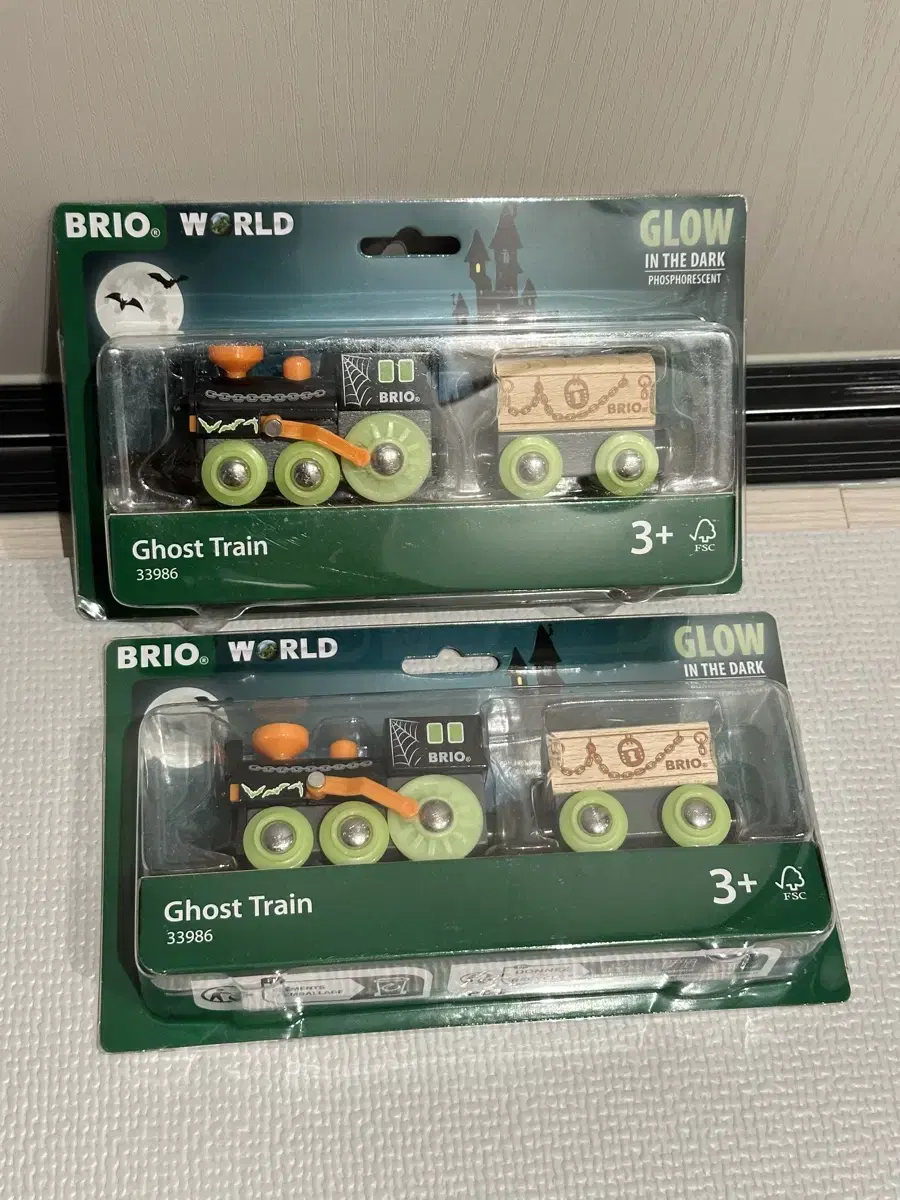 BRIO® WORLD
GLOW
IN THE DARK
PHOSPHORESCENT
BRIO®
BRIO®
Ghost Train
33986
3+
FSC
BRIO® WORLD
GLOW
IN THE DARK
BRIO®
BRIO®
Ghost Train
33986
3+
FSC